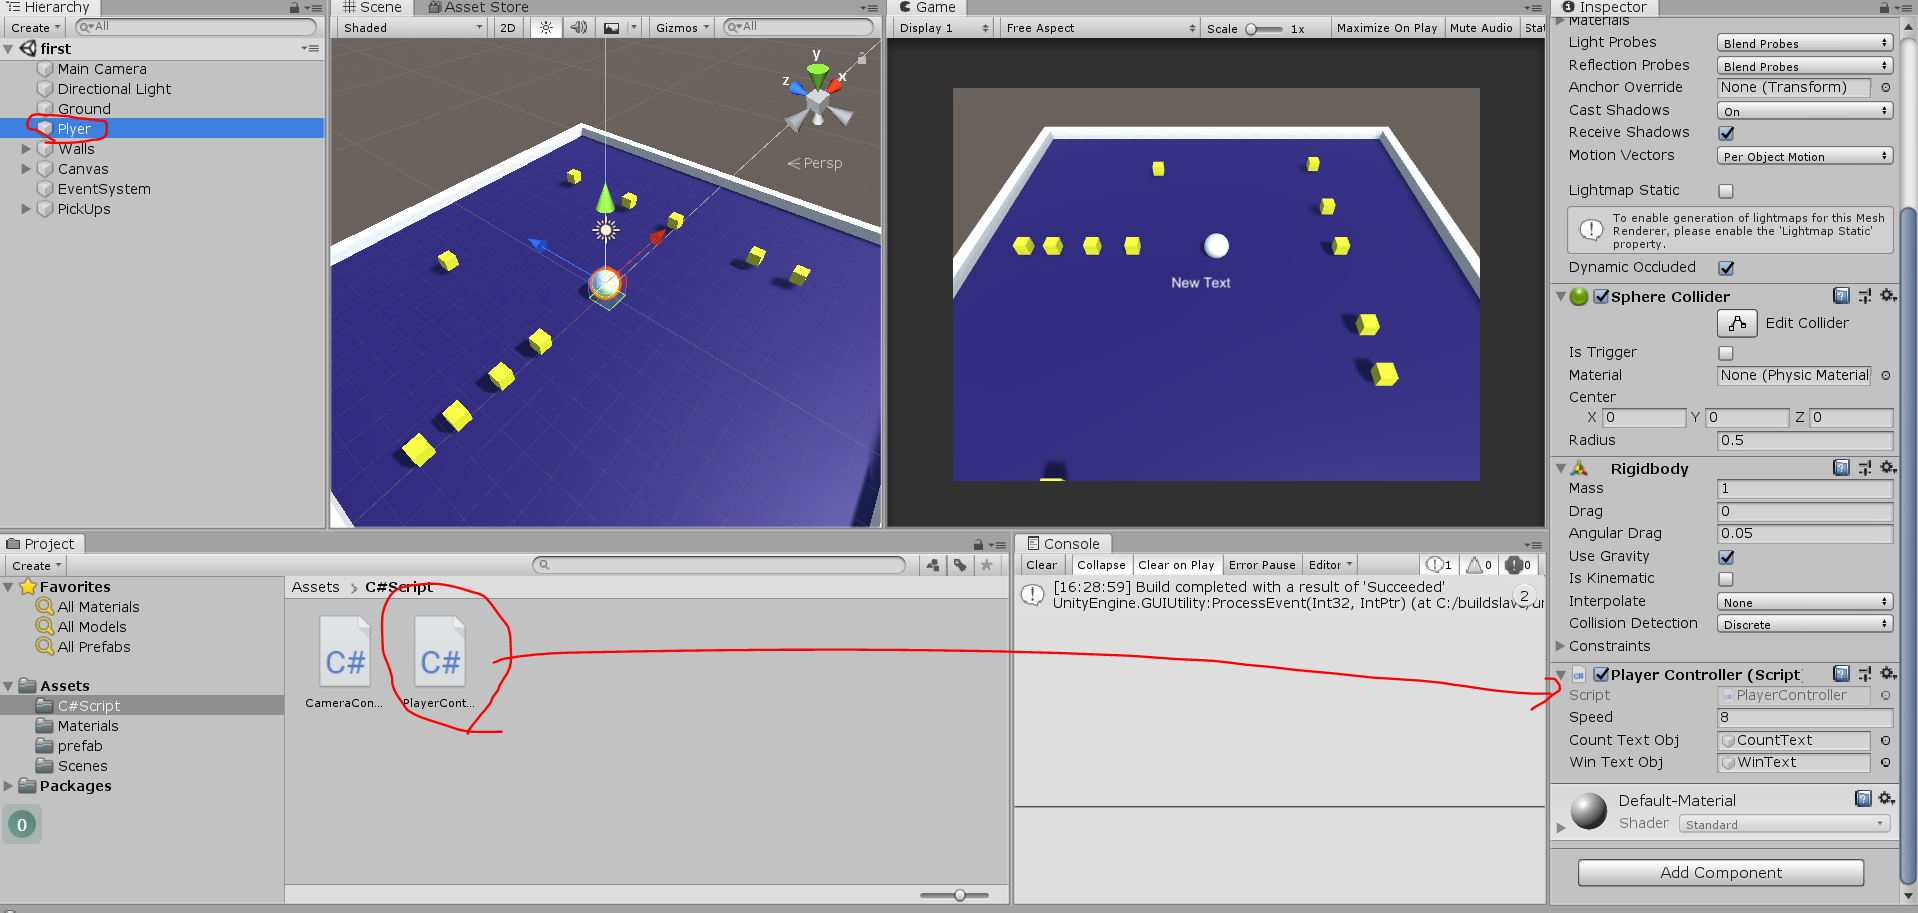 Hierarchy
Create
All
first
Main Camera
Directional Light
Ground
Plyer
Walls
Canvas
EventSystem
PickUps
Scene
Asset Store
Shaded
2D
Gizmos
All
y
z
x
Persp
Game
Display 1
Free Aspect
Scale
1x
Maximize On Play
Mute Audio
Stat
New Text
Project
Create
Favorites
All Materials
All Models
All Prefabs
Assets
C#Script
Materials
prefab
Scenes
Packages
0
Assets > C#Script
C#
C#
CameraCon...
PlayerCont...
Console
Clear
Collapse
Clear on Play
Error Pause
Editor
1
0
0
[16:28:59] Build completed with a result of 'Succeeded'
UnityEngine.GUIUtility:ProcessEvent(Int32, IntPtr) (at C:/buildslave/ur
2
Inspector
Materials
Light Probes
Blend Probes
Reflection Probes
Blend Probes
Anchor Override
None (Transform)
Cast Shadows
On
Receive Shadows
Motion Vectors
Per Object Motion
Lightmap Static
To enable generation of lightmaps for this Mesh
Renderer, please enable the 'Lightmap Static'
property.
Dynamic Occluded
Sphere Collider
Edit Collider
Is Trigger
Material
None (Physic Material
Center
X 0 Y 0 Z 0
Radius
0.5
Rigidbody
Mass
1
Drag
0
Angular Drag
0.05
Use Gravity
Is Kinematic
Interpolate
None
Collision Detection
Discrete
Constraints
Player Controller (Script)
Script
PlayerController
Speed
8
Count Text Obj
CountText
Win Text Obj
WinText
Default-Material
Shader
Standard
Add Component